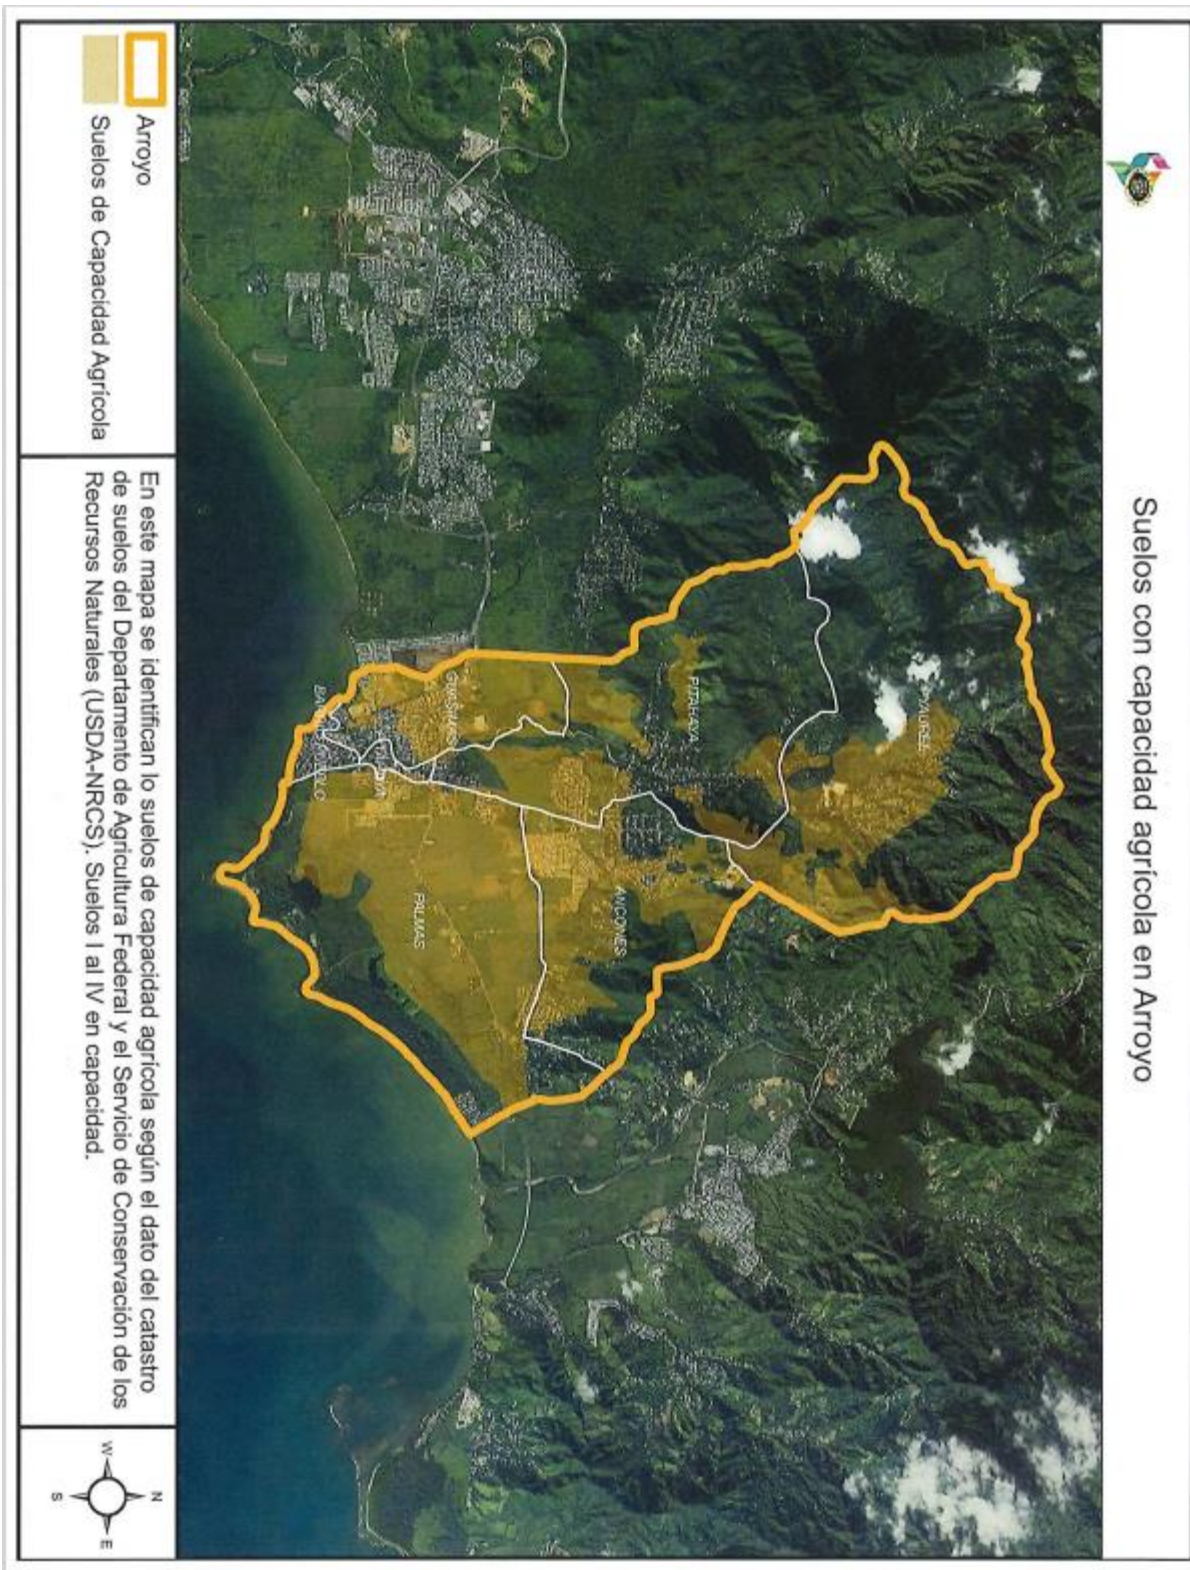 Suelos con capacidad agrícola en Arroyo
YAUREL
PITAHAYA
ANCONES
GUASIMAS
PALMAS
Arroyo
Suelos de Capacidad Agrícola
En este mapa se identifican lo suelos de capacidad agrícola según el dato del catastro
de suelos del Departamento de Agricultura Federal y el Servicio de Conservación de los
Recursos Naturales (USDA-NRCS). Suelos I al IV en capacidad.
N
W
E
S